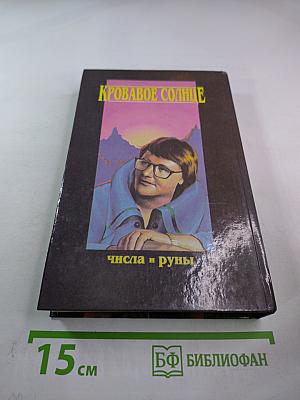 КРОВАВОЕ СОЛНЦЕ
числа и руны
15 см
БФ БИБЛИОФАН